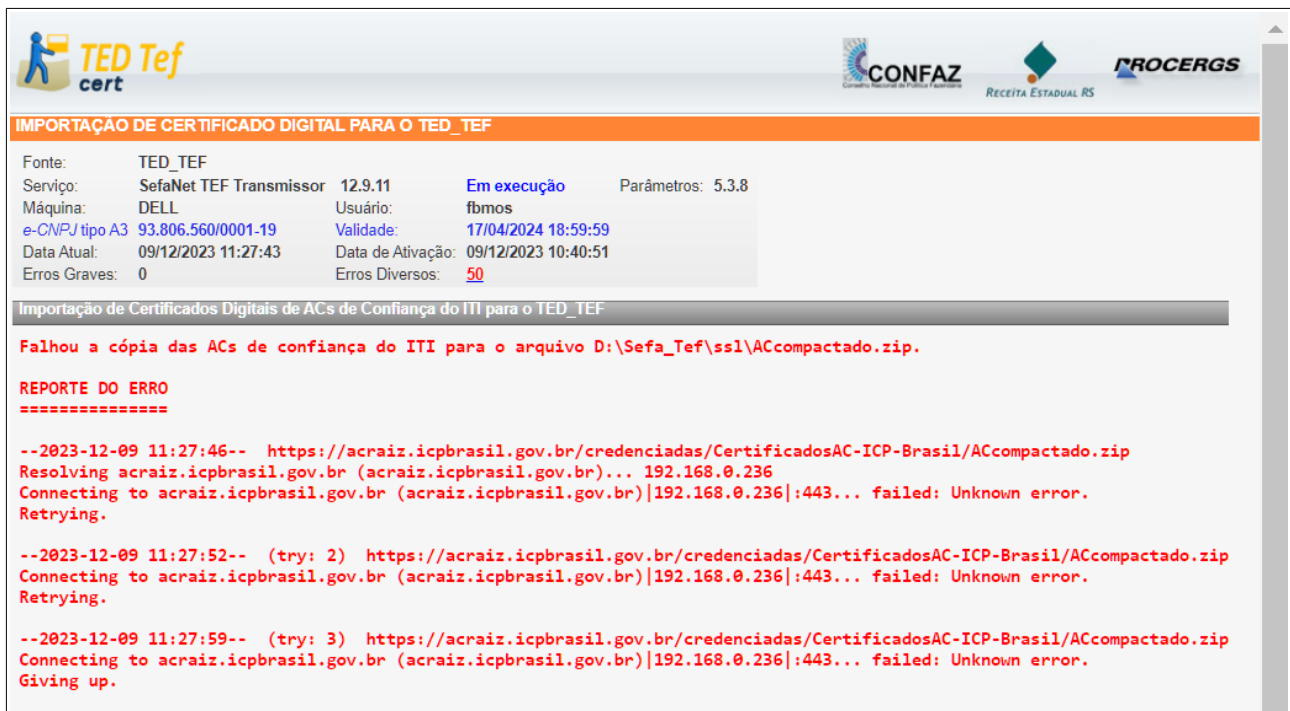 TED Tef
cert
CONFAZ
Conselho Nacional de Política Fazendária
RECEITA ESTADUAL RS
PROCERGS
IMPORTAÇÃO DE CERTIFICADO DIGITAL PARA O TED_TEF
Fonte: TED_TEF
Serviço: SefaNet TEF Transmissor 12.9.11 Em execução Parâmetros: 5.3.8
Máquina: DELL Usuário: fbmos
e-CNPJ tipo A3 93.806.560/0001-19 Validade: 17/04/2024 18:59:59
Data Atual: 09/12/2023 11:27:43 Data de Ativação: 09/12/2023 10:40:51
Erros Graves: 0 Erros Diversos: 50
Importação de Certificados Digitais de ACs de Confiança do ITI para o TED_TEF
Falhou a cópia das ACs de confiança do ITI para o arquivo D:\Sefa_Tef\ssl\ACcompactado.zip.
REPORTE DO ERRO
===============
--2023-12-09 11:27:46-- https://acraiz.icpbrasil.gov.br/credenciadas/CertificadosAC-ICP-Brasil/ACcompactado.zip
Resolving acraiz.icpbrasil.gov.br (acraiz.icpbrasil.gov.br)... 192.168.0.236
Connecting to acraiz.icpbrasil.gov.br (acraiz.icpbrasil.gov.br)|192.168.0.236|:443... failed: Unknown error.
Retrying.
--2023-12-09 11:27:52-- (try: 2) https://acraiz.icpbrasil.gov.br/credenciadas/CertificadosAC-ICP-Brasil/ACcompactado.zip
Connecting to acraiz.icpbrasil.gov.br (acraiz.icpbrasil.gov.br)|192.168.0.236|:443... failed: Unknown error.
Retrying.
--2023-12-09 11:27:59-- (try: 3) https://acraiz.icpbrasil.gov.br/credenciadas/CertificadosAC-ICP-Brasil/ACcompactado.zip
Connecting to acraiz.icpbrasil.gov.br (acraiz.icpbrasil.gov.br)|192.168.0.236|:443... failed: Unknown error.
Giving up.